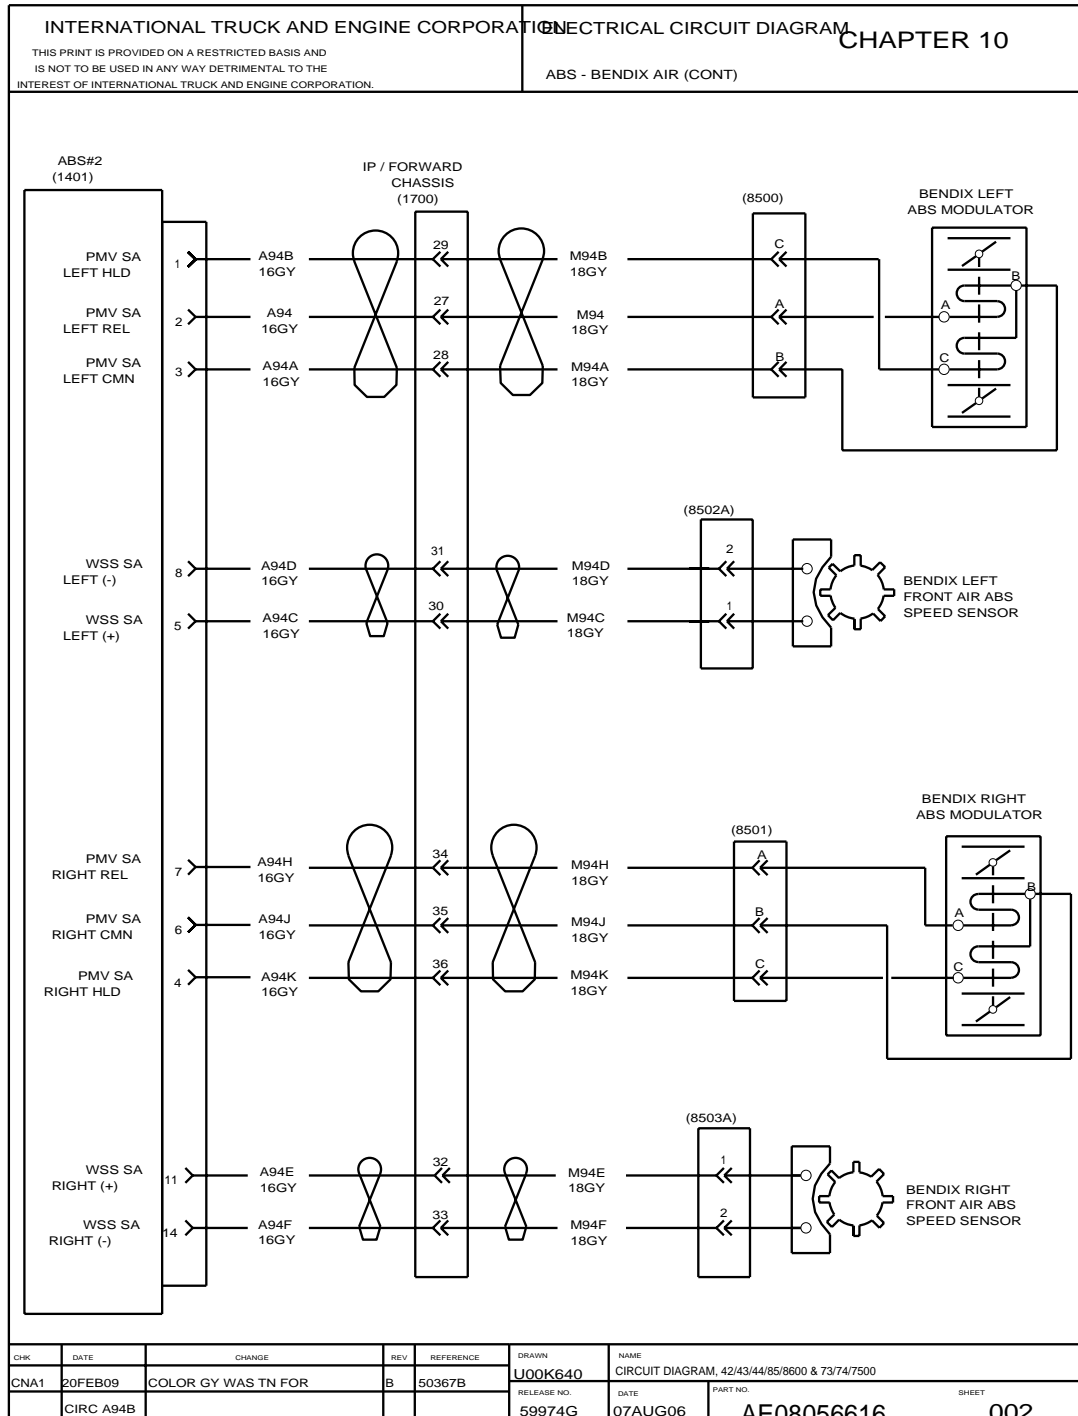 INTERNATIONAL TRUCK AND ENGINE CORPORATION
THIS PRINT IS PROVIDED ON A RESTRICTED BASIS AND
IS NOT TO BE USED IN ANY WAY DETRIMENTAL TO THE
INTEREST OF INTERNATIONAL TRUCK AND ENGINE CORPORATION.
ELECTRICAL CIRCUIT DIAGRAM
CHAPTER 10
ABS - BENDIX AIR (CONT)
ABS#2
(1401)
IP / FORWARD
CHASSIS
(1700)
(8500)
BENDIX LEFT
ABS MODULATOR
PMV SA
LEFT HLD
1
A94B
16GY
29
M94B
18GY
C
B
PMV SA
LEFT REL
2
A94
16GY
27
M94
18GY
A
A
PMV SA
LEFT CMN
3
A94A
16GY
28
M94A
18GY
B
C
(8502A)
WSS SA
LEFT (-)
8
A94D
16GY
31
M94D
18GY
2
WSS SA
LEFT (+)
5
A94C
16GY
30
M94C
18GY
1
BENDIX LEFT
FRONT AIR ABS
SPEED SENSOR
(8501)
BENDIX RIGHT
ABS MODULATOR
PMV SA
RIGHT REL
7
A94H
16GY
34
M94H
18GY
A
B
PMV SA
RIGHT CMN
6
A94J
16GY
35
M94J
18GY
B
A
PMV SA
RIGHT HLD
4
A94K
16GY
36
M94K
18GY
C
C
(8503A)
WSS SA
RIGHT (+)
11
A94E
16GY
32
M94E
18GY
1
WSS SA
RIGHT (-)
14
A94F
16GY
33
M94F
18GY
2
BENDIX RIGHT
FRONT AIR ABS
SPEED SENSOR
CHK DATE CHANGE REV REFERENCE
CNA1 20FEB09 COLOR GY WAS TN FOR B 50367B
CIRC A94B
DRAWN
U00K640
NAME
CIRCUIT DIAGRAM, 42/43/44/85/8600 & 73/74/7500
RELEASE NO.
59974G
DATE
07AUG06
PART NO.
AE08056616
SHEET
002